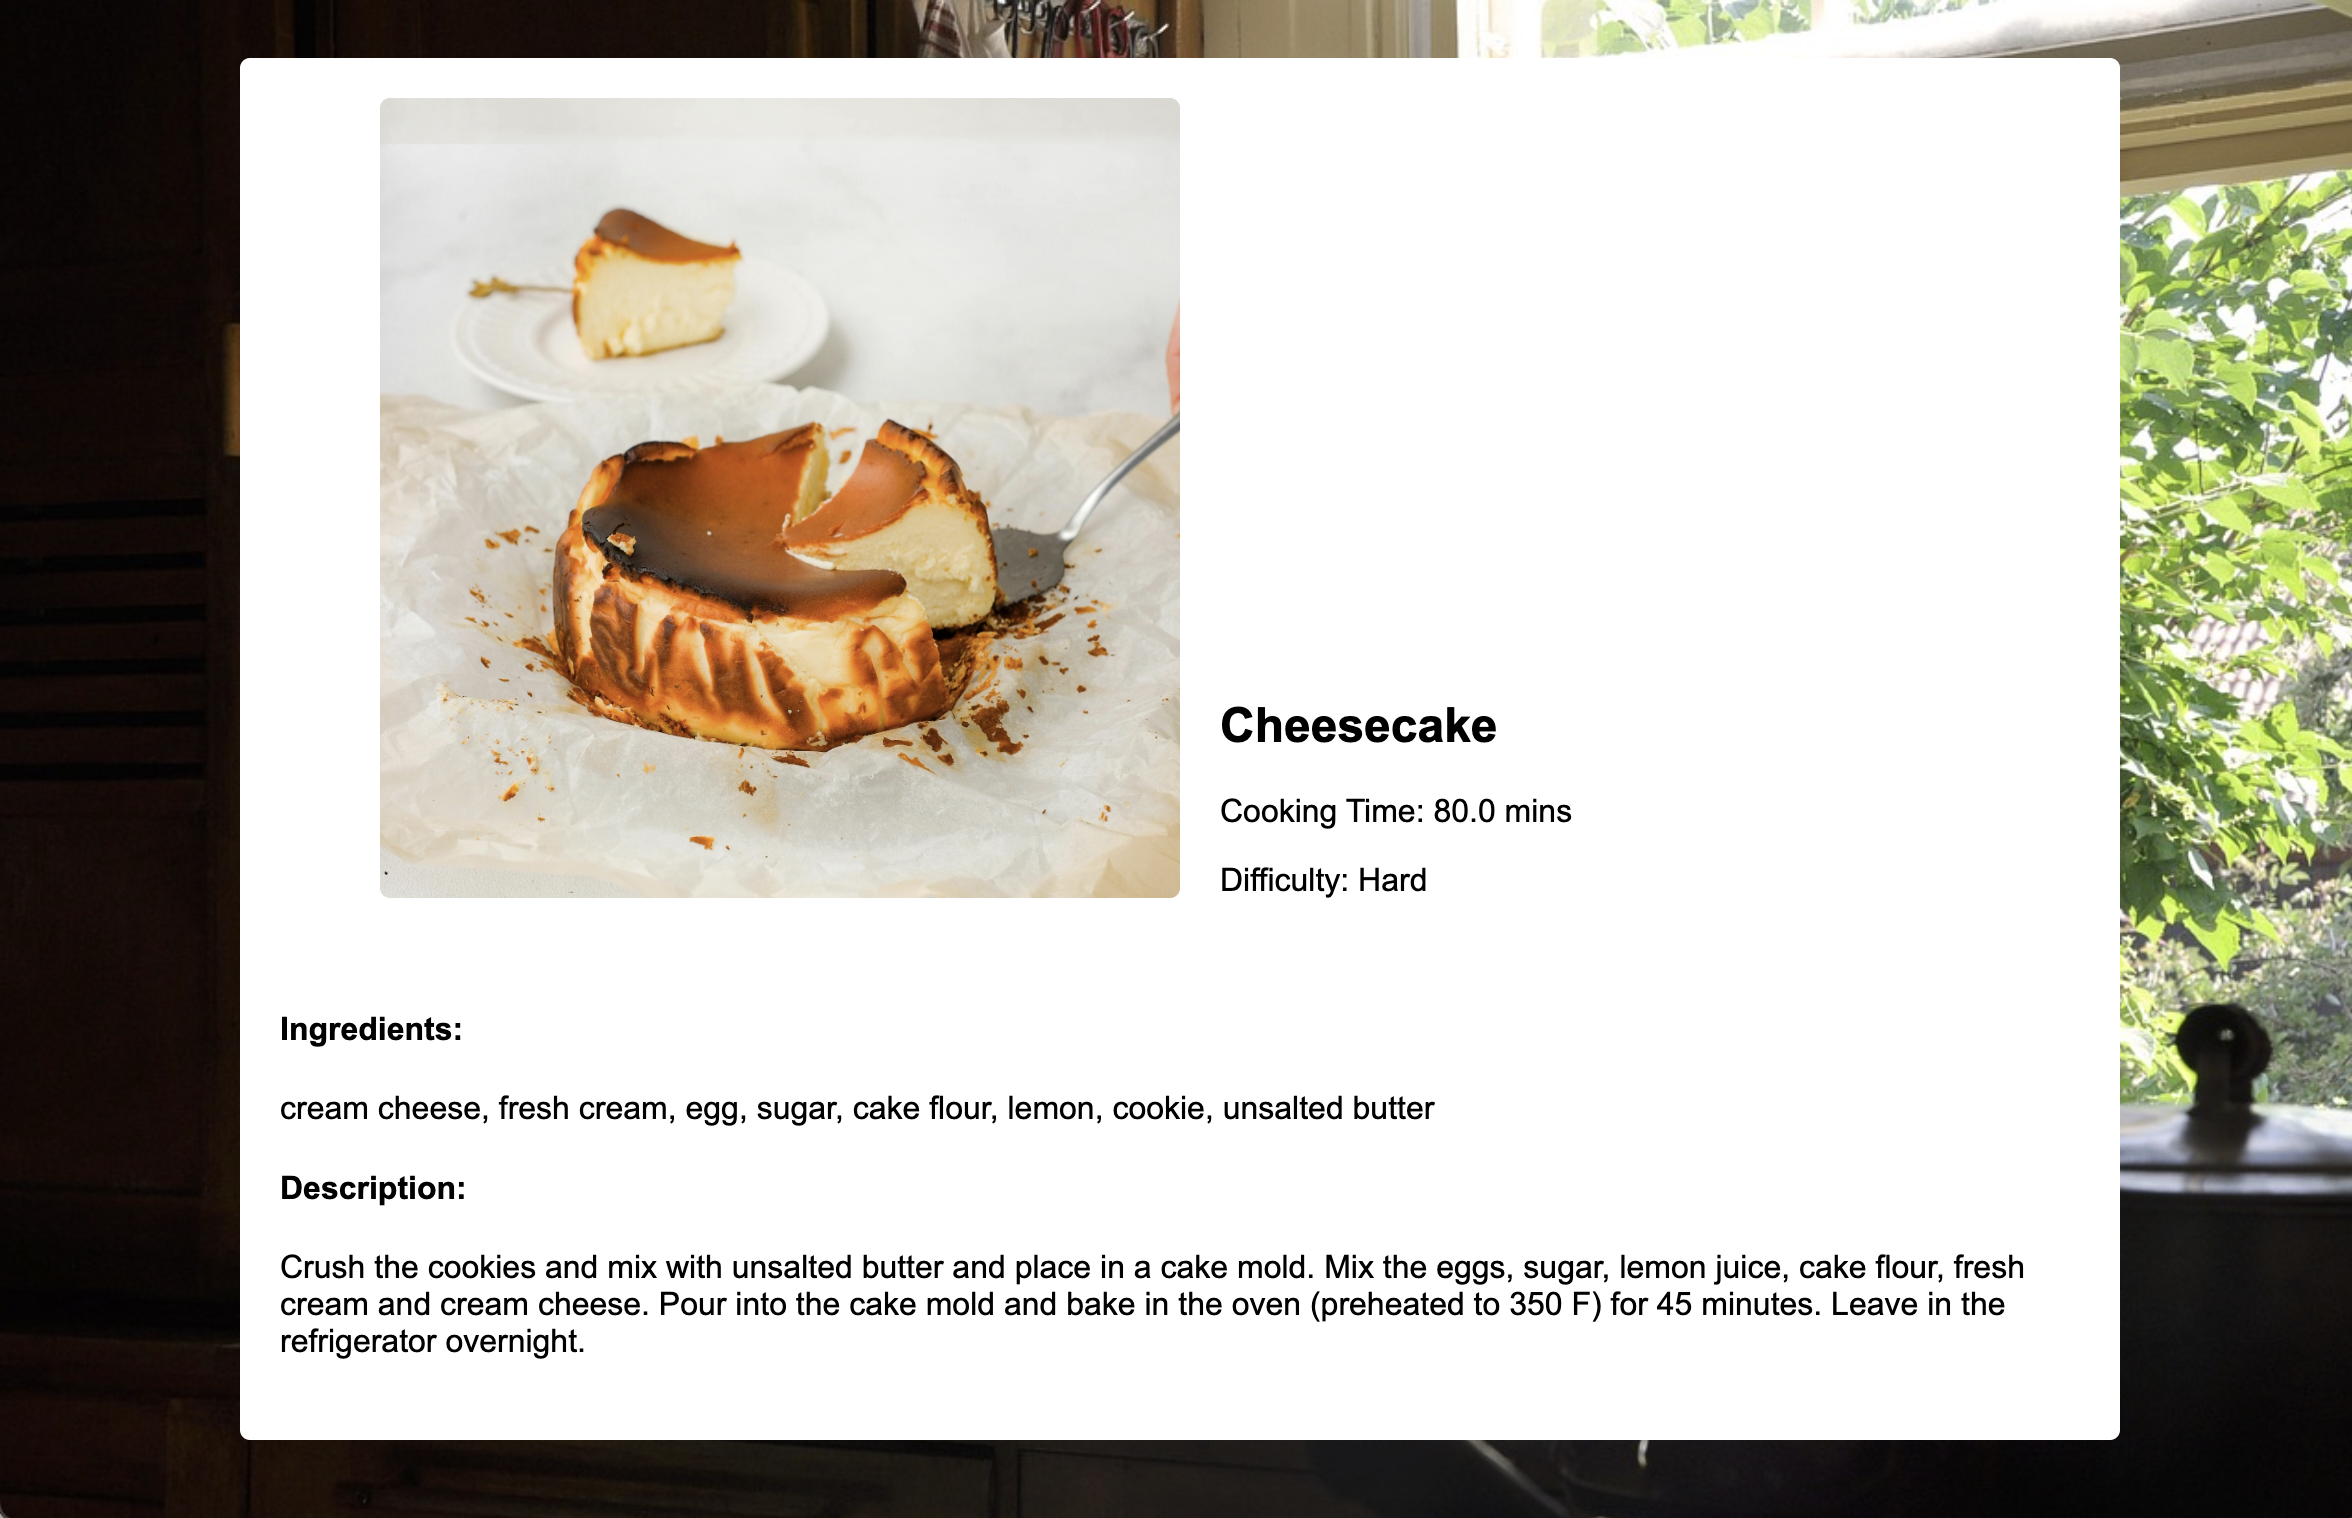 Cheesecake
Cooking Time: 80.0 mins
Difficulty: Hard
Ingredients:
cream cheese, fresh cream, egg, sugar, cake flour, lemon, cookie, unsalted butter
Description:
Crush the cookies and mix with unsalted butter and place in a cake mold. Mix the eggs, sugar, lemon juice, cake flour, fresh
cream and cream cheese. Pour into the cake mold and bake in the oven (preheated to 350 F) for 45 minutes. Leave in the
refrigerator overnight.